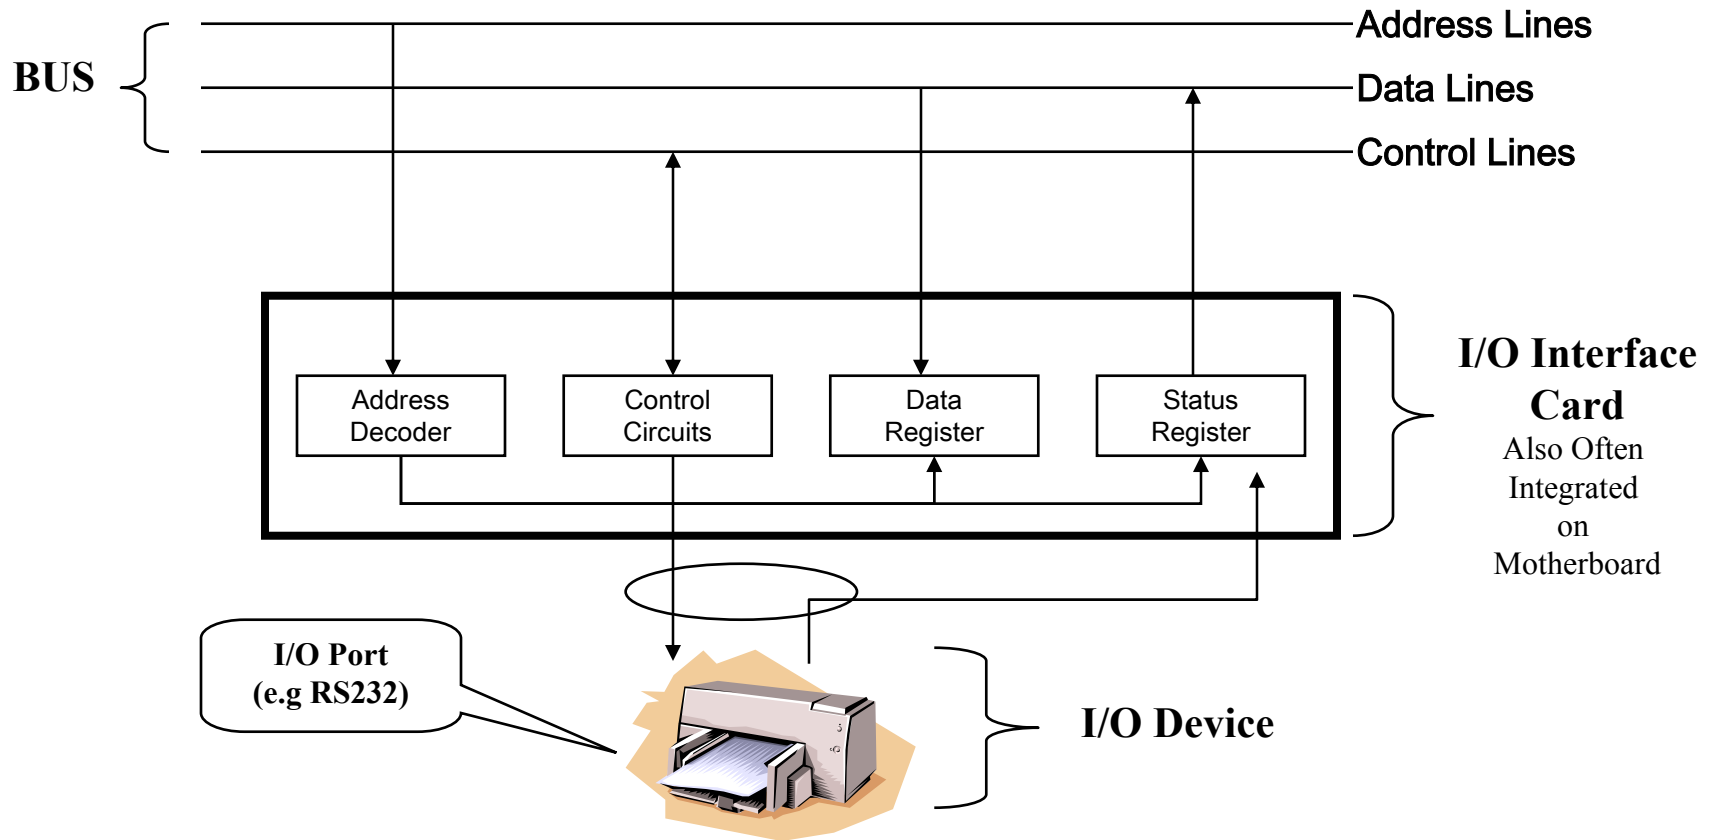 BUS
Address Lines
Data Lines
Control Lines
Address
Decoder
Control
Circuits
Data
Register
Status
Register
I/O Interface
Card
Also Often
Integrated
on
Motherboard
I/O Port
(e.g RS232)
I/O Device